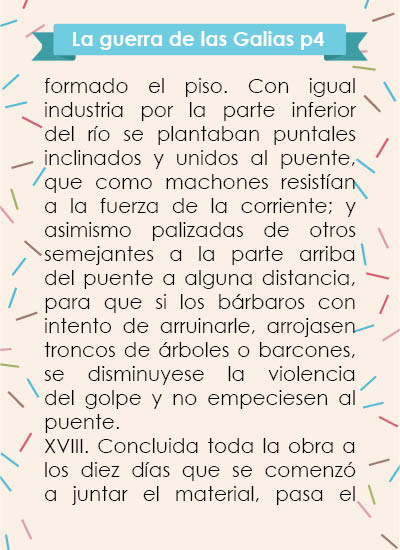 La guerra de las Galias p4
formado el piso. Con igual
industria por la parte inferior
del río se plantaban puntales
inclinados y unidos al puente,
que como machones resistían
a la fuerza de la corriente; y
asimismo palizadas de otros
semejantes a la parte arriba
del puente a alguna distancia,
para que si los bárbaros con
intento de arruinarle, arrojasen
troncos de árboles o barcones,
se disminuyese la violencia
del golpe y no empeciesen al
puente.
XVIII. Concluida toda la obra a
los diez días que se comenzó
a juntar el material, pasa el